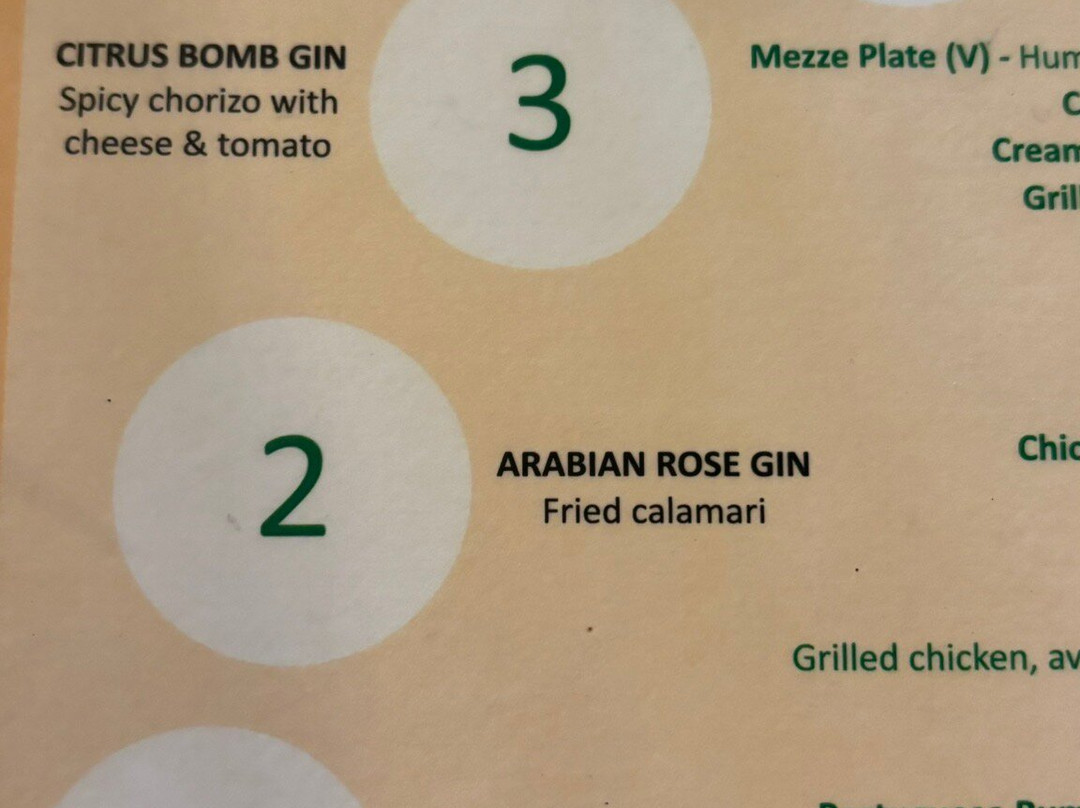 CITRUS BOMB GIN
Spicy chorizo with
cheese & tomato
3
Mezze Plate (V) -
2
ARABIAN ROSE GIN
Fried calamari
Grilled chicken,